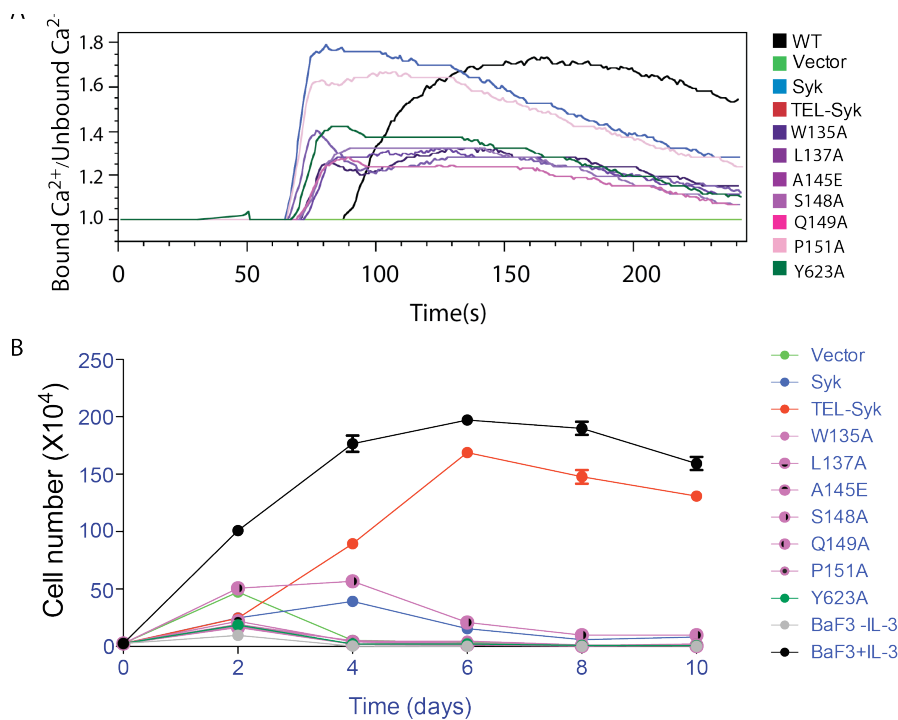 A
Bound Ca²⁺/Unbound Ca²⁻
1.8
1.6
1.4
1.2
1.0
0
50
100
150
200
Time(s)
WT
Vector
Syk
TEL-Syk
W135A
L137A
A145E
S148A
Q149A
P151A
Y623A
B
Cell number (X10⁴)
250
200
150
100
50
0
0
2
4
6
8
10
Time (days)
Vector
Syk
TEL-Syk
W135A
L137A
A145E
S148A
Q149A
P151A
Y623A
BaF3 -IL-3
BaF3+IL-3